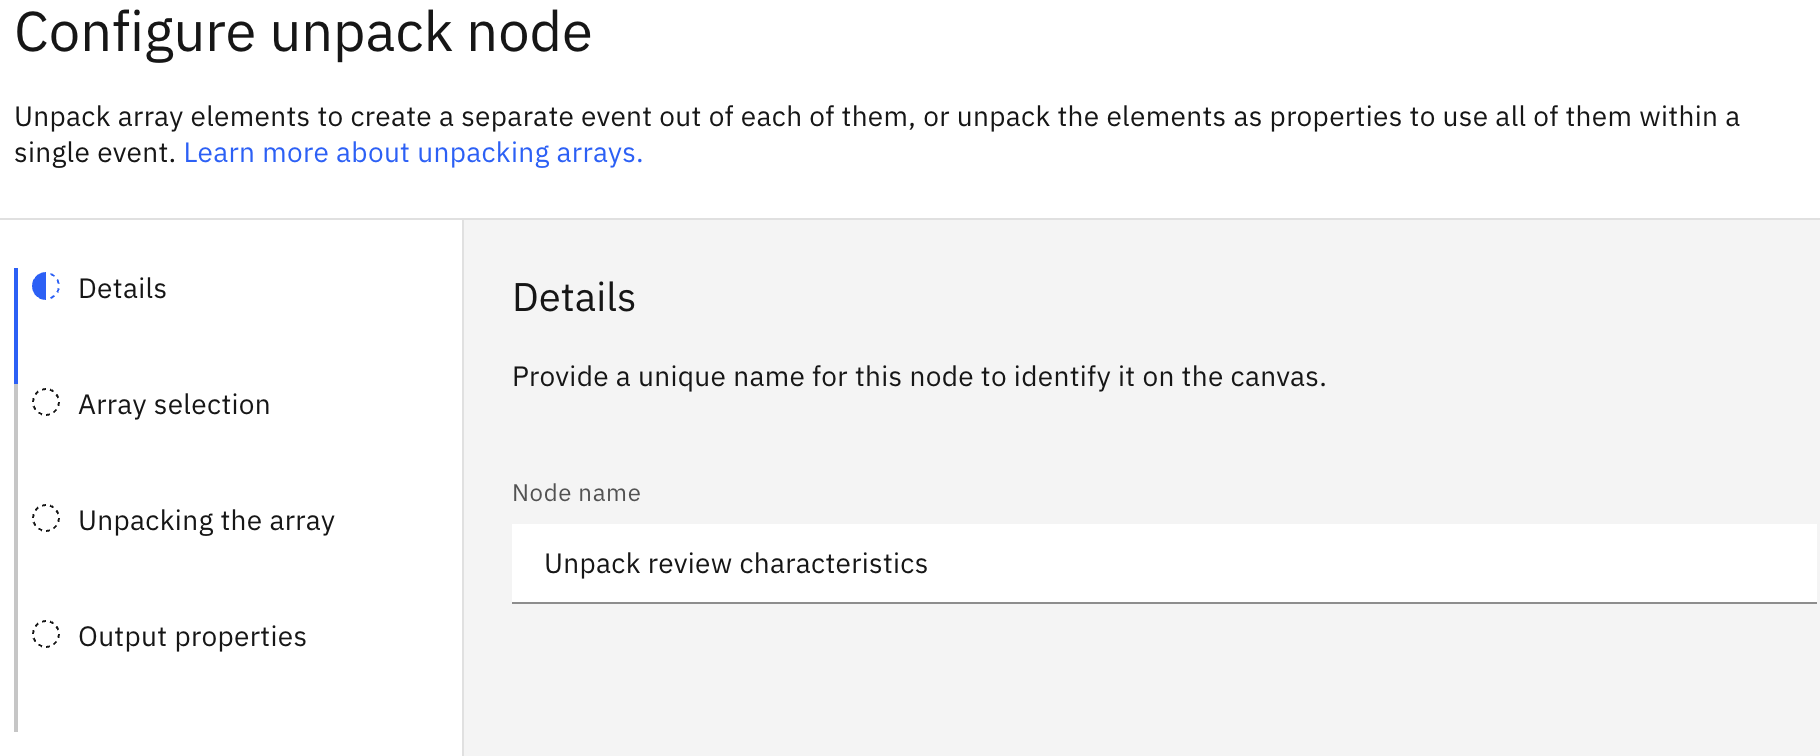 Configure unpack node
Unpack array elements to create a separate event out of each of them, or unpack the elements as properties to use all of them within a
single event. Learn more about unpacking arrays.
Details
Array selection
Unpacking the array
Output properties
Details
Provide a unique name for this node to identify it on the canvas.
Node name
Unpack review characteristics